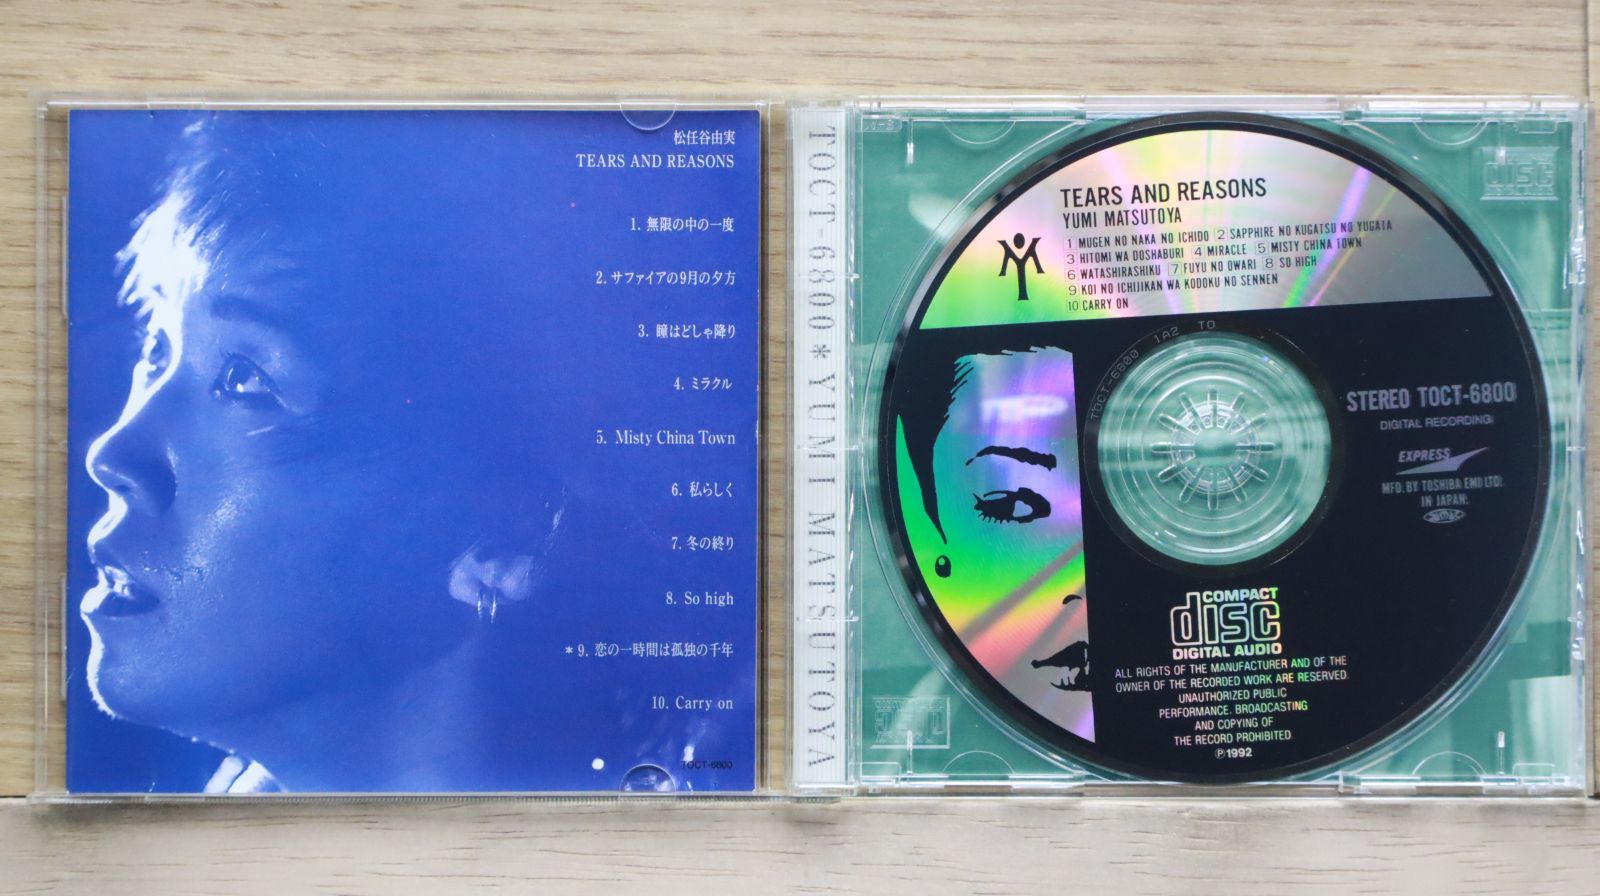 松任谷由実
TEARS AND REASONS
1. 無限の中の一度
2. サファイアの9月の夕方
3. 瞳はどしゃ降り
4. ミラクル
5. Misty China Town
6. 私らしく
7. 冬の終り
8. So high
*9. 恋の一時間は孤独の千年
10. Carry on
TOCT-6800
TOCT-6800*YUMI MATSUTOYA
TEARS AND REASONS
YUMI MATSUTOYA
1 MUGEN NO NAKA NO ICHIDO 2 SAPPHIRE NO KUGATSU NO YUGATA
3 HITOMI WA DOSHABURI 4 MIRACLE 5 MISTY CHINA TOWN
6 WATASHIRASHIKU 7 FUYU NO OWARI 8 SO HIGH
9 KOI NO ICHIJIKAN WA KODOKU NO SENNEN
10 CARRY ON
TOCT-6800 1A2 TO
STEREO TOCT-6800
DIGITAL RECORDING
EXPRESS
MFD. BY TOSHIBA EMI LTD.
IN JAPAN.
COMPACT
disc
DIGITAL AUDIO
ALL RIGHTS OF THE MANUFACTURER AND OF THE
OWNER OF THE RECORDED WORK ARE RESERVED.
UNAUTHORIZED PUBLIC
PERFORMANCE, BROADCASTING
AND COPYING OF
THE RECORD PROHIBITED.
Ⓟ1992